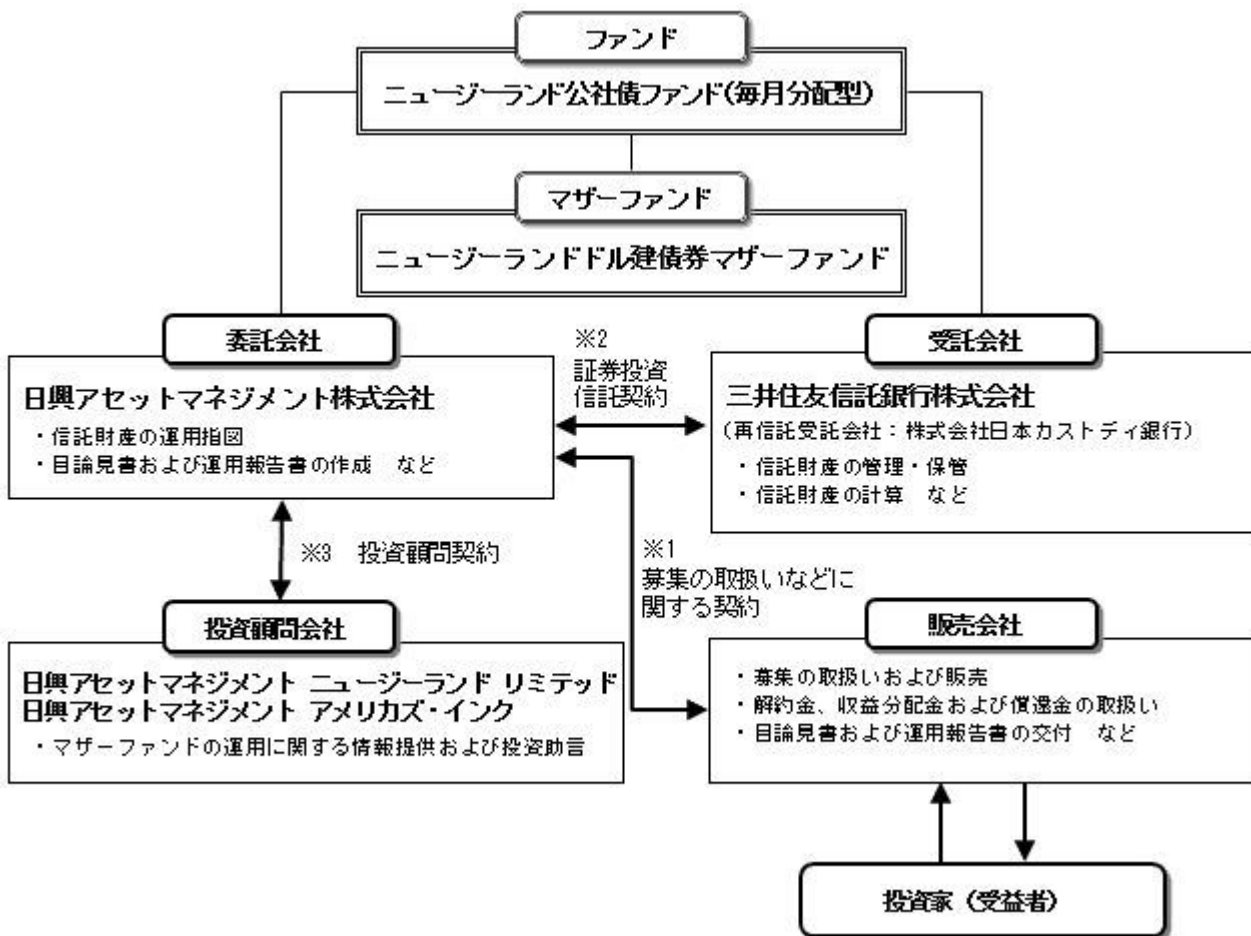 ファンド
ニュージーランド公社債ファンド(毎月分配型)
マザーファンド
ニュージーランドドル建債券マザーファンド
委託会社
日興アセットマネジメント株式会社
・信託財産の運用指図
・目論見書および運用報告書の作成　など
※2
証券投資
信託契約
受託会社
三井住友信託銀行株式会社
(再信託受託会社：株式会社日本カストディ銀行)
・信託財産の管理・保管
・信託財産の計算　など
※3　投資顧問契約
※1
募集の取扱いなどに
関する契約
投資顧問会社
日興アセットマネジメント ニュージーランド リミテッド
日興アセットマネジメント アメリカズ・インク
・マザーファンドの運用に関する情報提供および投資助言
販売会社
・募集の取扱いおよび販売
・解約金、収益分配金および償還金の取扱い
・目論見書および運用報告書の交付　など
投資家（受益者）